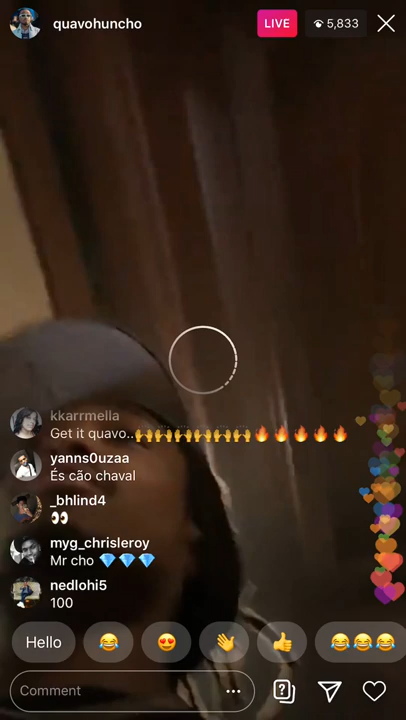 quavohuncho
LIVE
5,833
kkarrmella
Get it quavo..🙌🙌🙌🙌🙌🙌🔥🔥🔥🔥🔥
yanns0uzaa
És cão chaval
_bhlind4
👀
myg_chrisleroy
Mr cho 💎💎💎
nedlohi5
100
Hello 😂 😍 👋 👍 😂😂😂
Comment